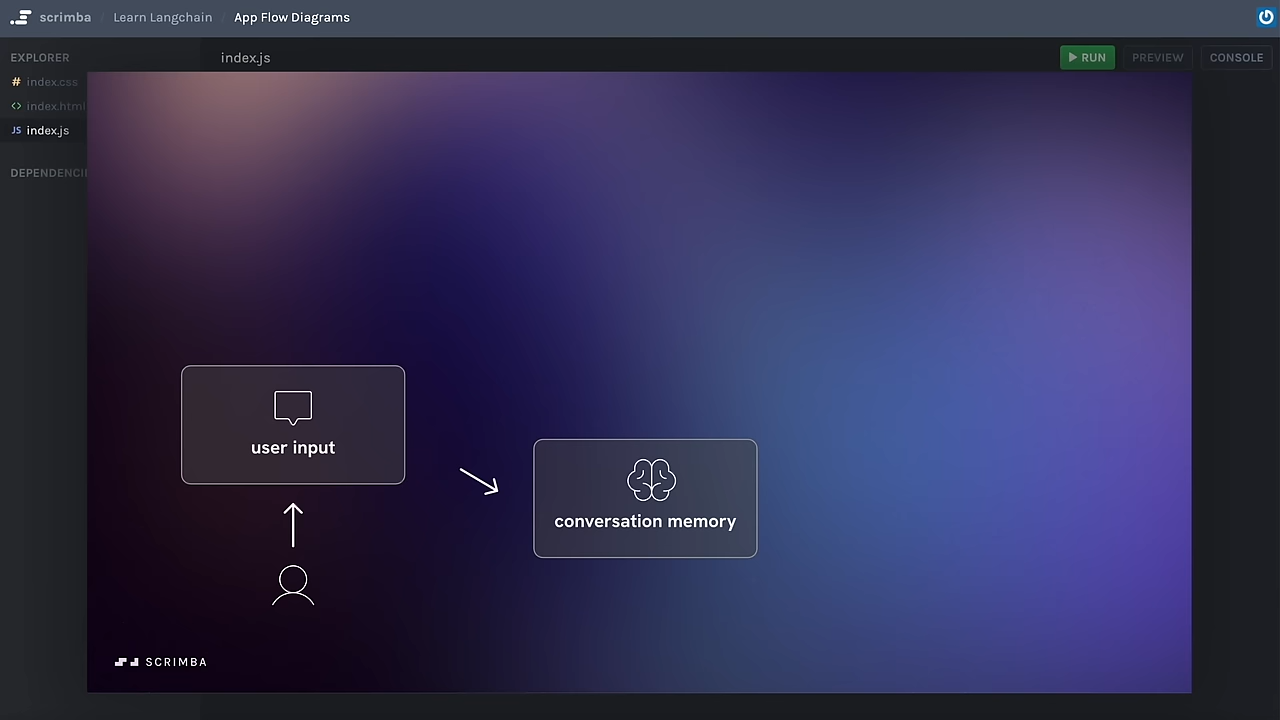 scrimba / Learn Langchain / App Flow Diagrams
EXPLORER
index.css
index.html
JS index.js
DEPENDENCI
index.js
RUN
PREVIEW
CONSOLE
user input
conversation memory
SCRIMBA